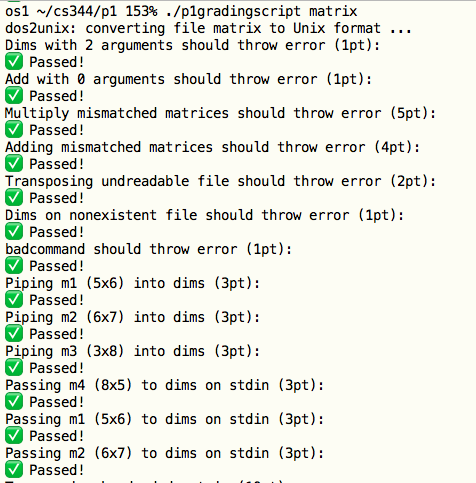 os1 ~/cs344/p1 153% ./p1gradingscript matrix
dos2unix: converting file matrix to Unix format ...
Dims with 2 arguments should throw error (1pt):
✅ Passed!
Add with 0 arguments should throw error (1pt):
✅ Passed!
Multiply mismatched matrices should throw error (5pt):
✅ Passed!
Adding mismatched matrices should throw error (4pt):
✅ Passed!
Transposing undreadable file should throw error (2pt):
✅ Passed!
Dims on nonexistent file should throw error (1pt):
✅ Passed!
badcommand should throw error (1pt):
✅ Passed!
Piping m1 (5x6) into dims (3pt):
✅ Passed!
Piping m2 (6x7) into dims (3pt):
✅ Passed!
Piping m3 (3x8) into dims (3pt):
✅ Passed!
Passing m4 (8x5) to dims on stdin (3pt):
✅ Passed!
Passing m1 (5x6) to dims on stdin (3pt):
✅ Passed!
Passing m2 (6x7) to dims on stdin (3pt):
✅ Passed!